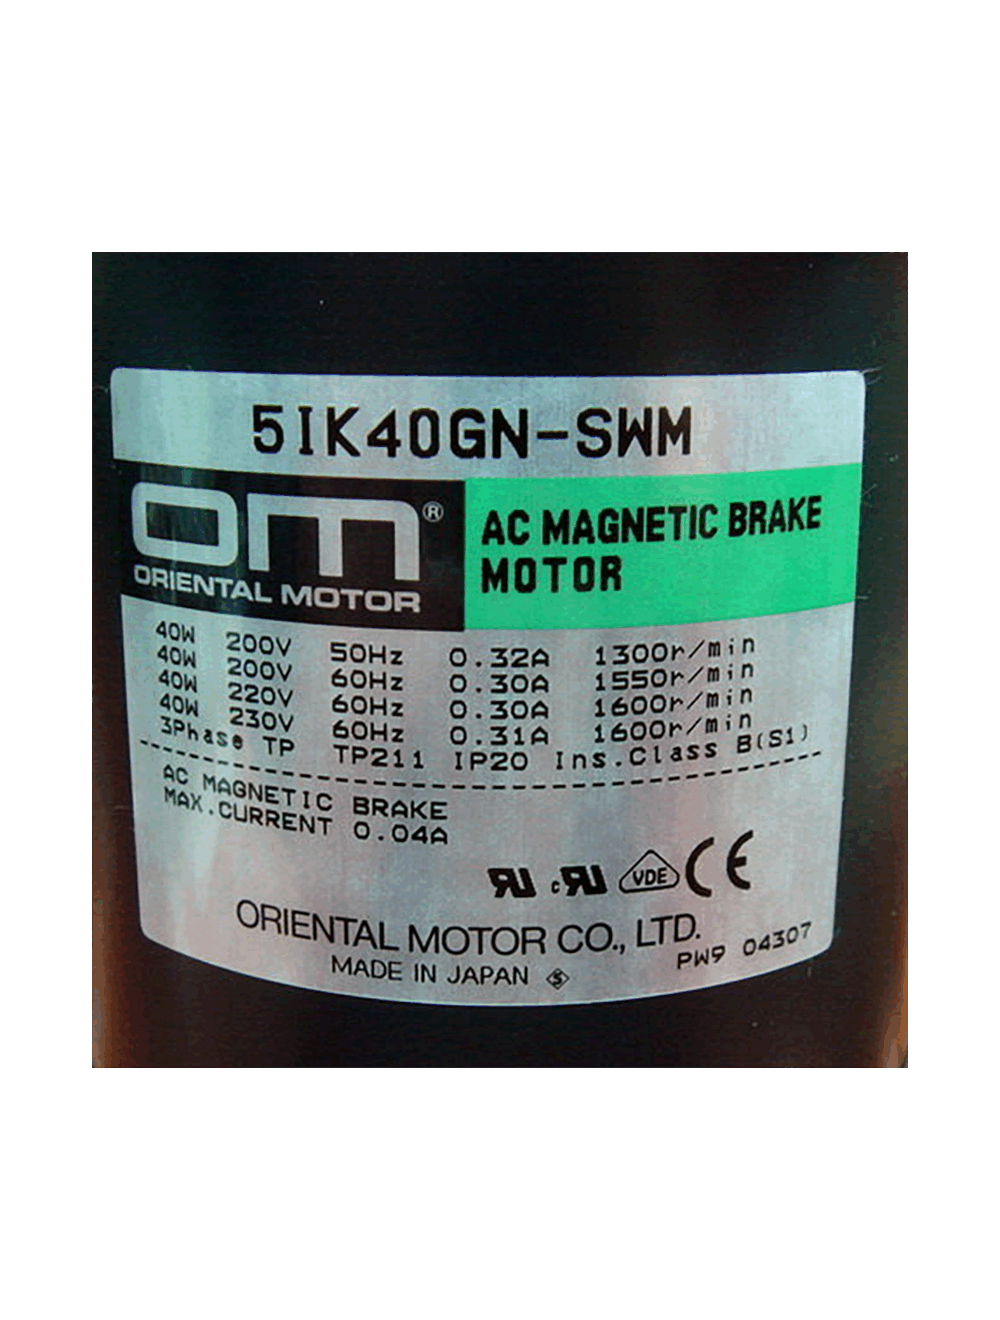 5IK40GN-SWM
OM®
ORIENTAL MOTOR
AC MAGNETIC BRAKE
MOTOR
40W 200V 50Hz 0.32A 1300r/min
40W 200V 60Hz 0.30A 1550r/min
40W 220V 60Hz 0.30A 1600r/min
40W 230V 60Hz 0.31A 1600r/min
3Phase TP TP211 IP20 Ins.Class B(S1)
AC MAGNETIC BRAKE
MAX.CURRENT 0.04A
RU cRU VDE CE
ORIENTAL MOTOR CO., LTD.
MADE IN JAPAN S
PW9 04307